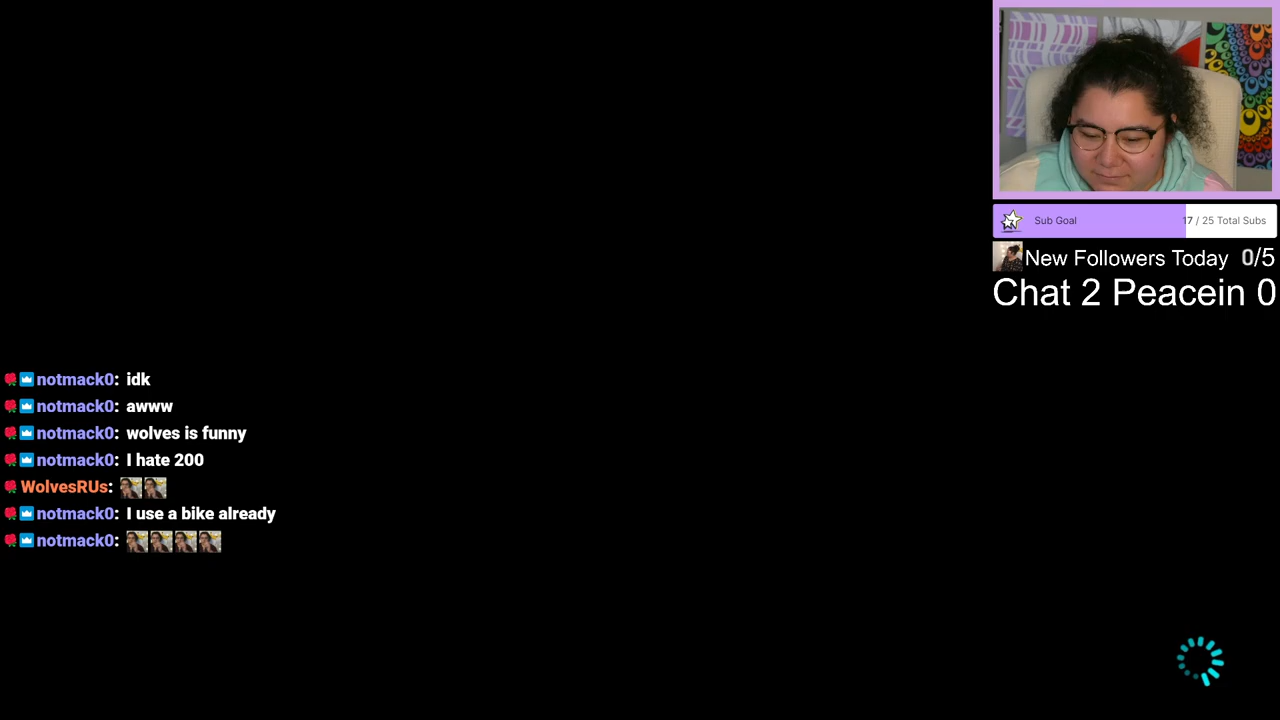 Sub Goal 17 / 25 Total Subs
New Followers Today 0/5
Chat 2 Peacein 0
notmack0: idk
notmack0: awww
notmack0: wolves is funny
notmack0: I hate 200
WolvesRUs:
notmack0: I use a bike already
notmack0: